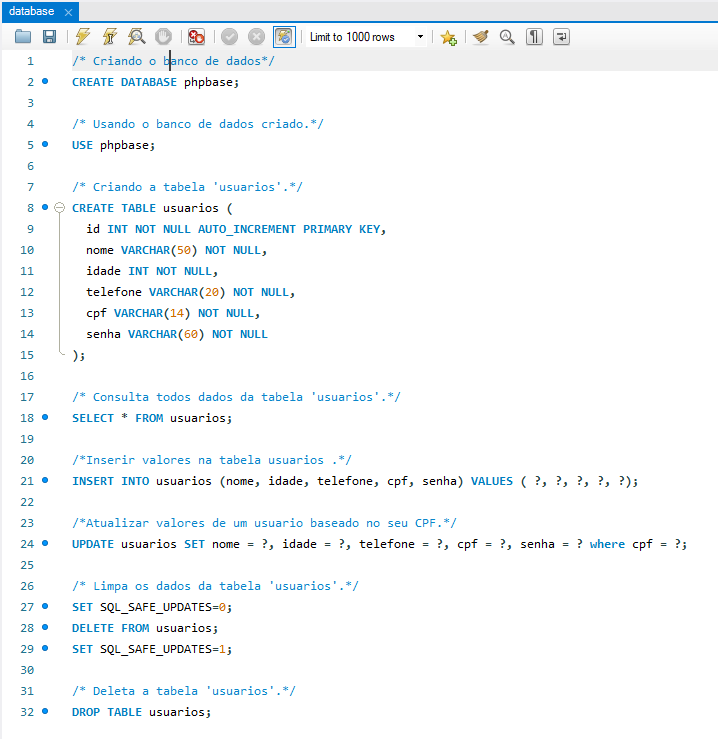 database
Limit to 1000 rows
1 /* Criando o banco de dados*/
2 CREATE DATABASE phpbase;
3
4 /* Usando o banco de dados criado.*/
5 USE phpbase;
6
7 /* Criando a tabela 'usuarios'.*/
8 CREATE TABLE usuarios (
9 id INT NOT NULL AUTO_INCREMENT PRIMARY KEY,
10 nome VARCHAR(50) NOT NULL,
11 idade INT NOT NULL,
12 telefone VARCHAR(20) NOT NULL,
13 cpf VARCHAR(14) NOT NULL,
14 senha VARCHAR(60) NOT NULL
15 );
16
17 /* Consulta todos dados da tabela 'usuarios'.*/
18 SELECT * FROM usuarios;
19
20 /*Inserir valores na tabela usuarios .*/
21 INSERT INTO usuarios (nome, idade, telefone, cpf, senha) VALUES ( ?, ?, ?, ?, ?);
22
23 /*Atualizar valores de um usuario baseado no seu CPF.*/
24 UPDATE usuarios SET nome = ?, idade = ?, telefone = ?, cpf = ?, senha = ? where cpf = ?;
25
26 /* Limpa os dados da tabela 'usuarios'.*/
27 SET SQL_SAFE_UPDATES=0;
28 DELETE FROM usuarios;
29 SET SQL_SAFE_UPDATES=1;
30
31 /* Deleta a tabela 'usuarios'.*/
32 DROP TABLE usuarios;